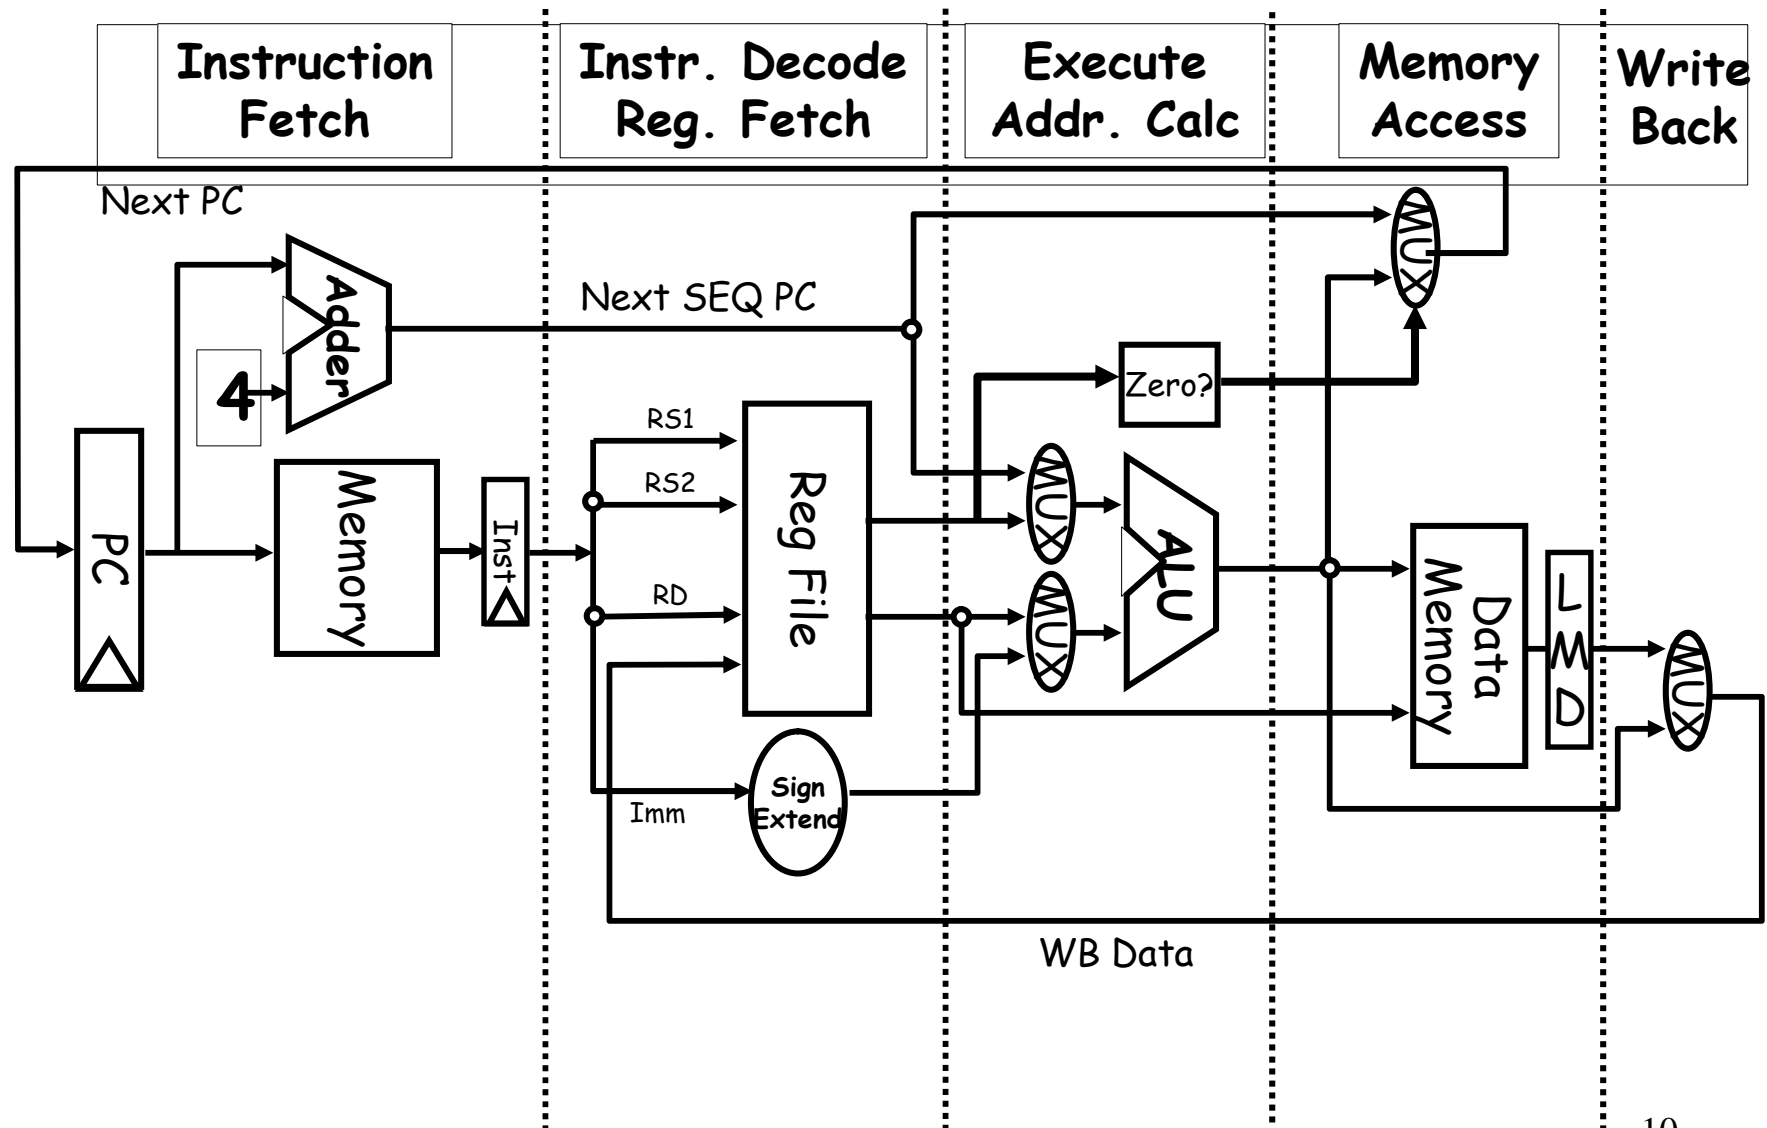 Instruction
Fetch
Instr. Decode
Reg. Fetch
Execute
Addr. Calc
Memory
Access
Write
Back
Next PC
MUX
Adder
Next SEQ PC
4
Zero?
RS1
RS2
RD
Reg File
MUX
MUX
ALU
PC
Memory
Inst
Data
Memory
L
M
D
MUX
Sign
Extend
Imm
WB Data
10